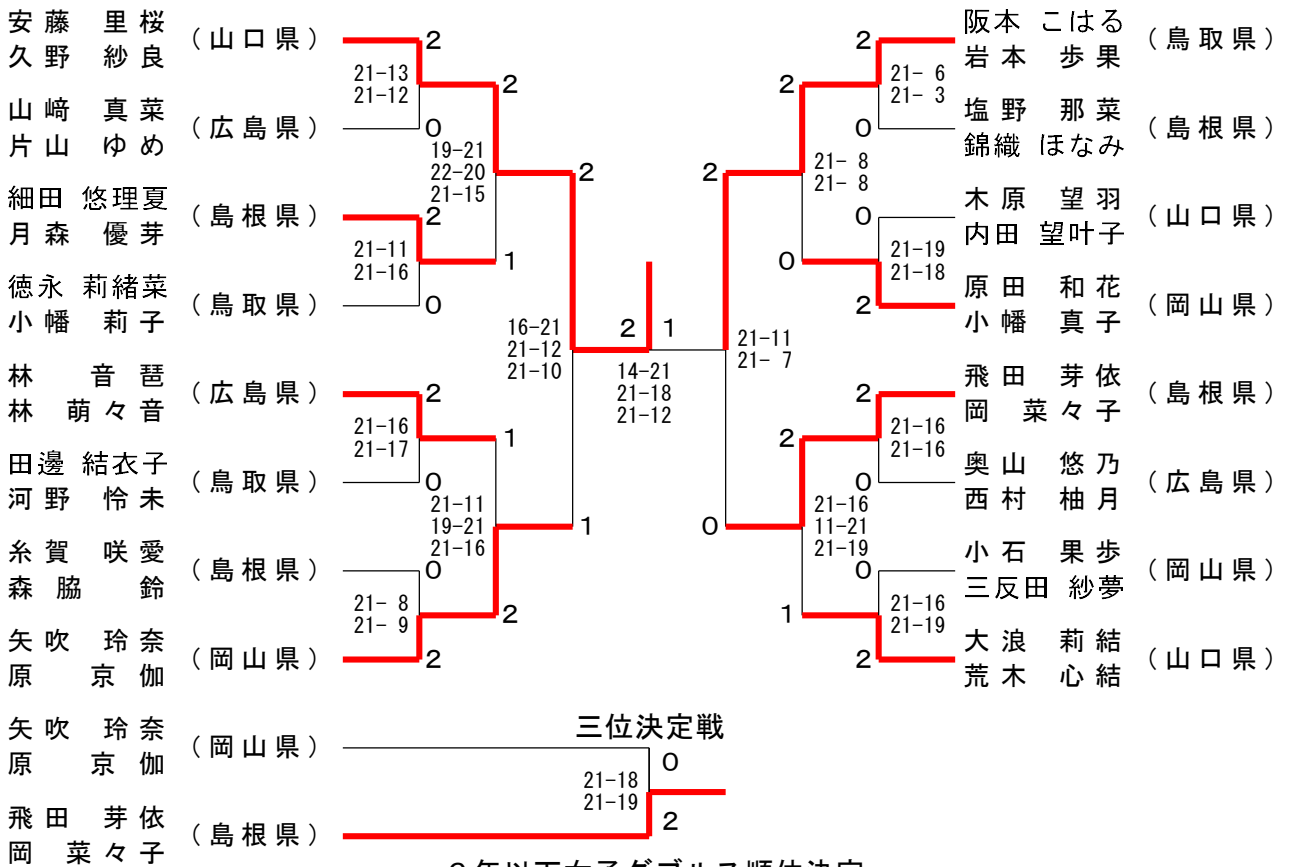 安藤 里桜
久野 紗良
（山口県）
2
21-13
21-12
山﨑 真菜
片山 ゆめ
（広島県）
0
2
19-21
22-20
21-15
細田 悠理夏
月森 優芽
（島根県）
2
21-11
21-16
徳永 莉緒菜
小幡 莉子
（鳥取県）
0
1
2
16-21
21-12
21-10
林 音琶
林 萌々音
（広島県）
2
21-16
21-17
田邊 結衣子
河野 怜未
（鳥取県）
0
1
21-11
19-21
21-16
糸賀 咲愛
森脇 鈴
（島根県）
0
21- 8
21- 9
矢吹 玲奈
原 京伽
（岡山県）
2
2
1
2 1
14-21
21-18
21-12
阪本 こはる
岩本 歩果
（鳥取県）
2
21- 6
21- 3
塩野 那菜
錦織 ほなみ
（島根県）
0
2
21- 8
21- 8
木原 望羽
内田 望叶子
（山口県）
0
21-19
21-18
原田 和花
小幡 真子
（岡山県）
2
0
2
21-11
21- 7
飛田 芽依
岡 菜々子
（島根県）
2
21-16
21-16
奥山 悠乃
西村 柚月
（広島県）
0
2
21-16
11-21
21-19
小石 果歩
三反田 紗夢
（岡山県）
0
21-16
21-19
大浪 莉結
荒木 心結
（山口県）
2
1
0
三位決定戦
矢吹 玲奈
原 京伽
（岡山県）
0
21-18
21-19
飛田 芽依
岡 菜々子
（島根県）
2